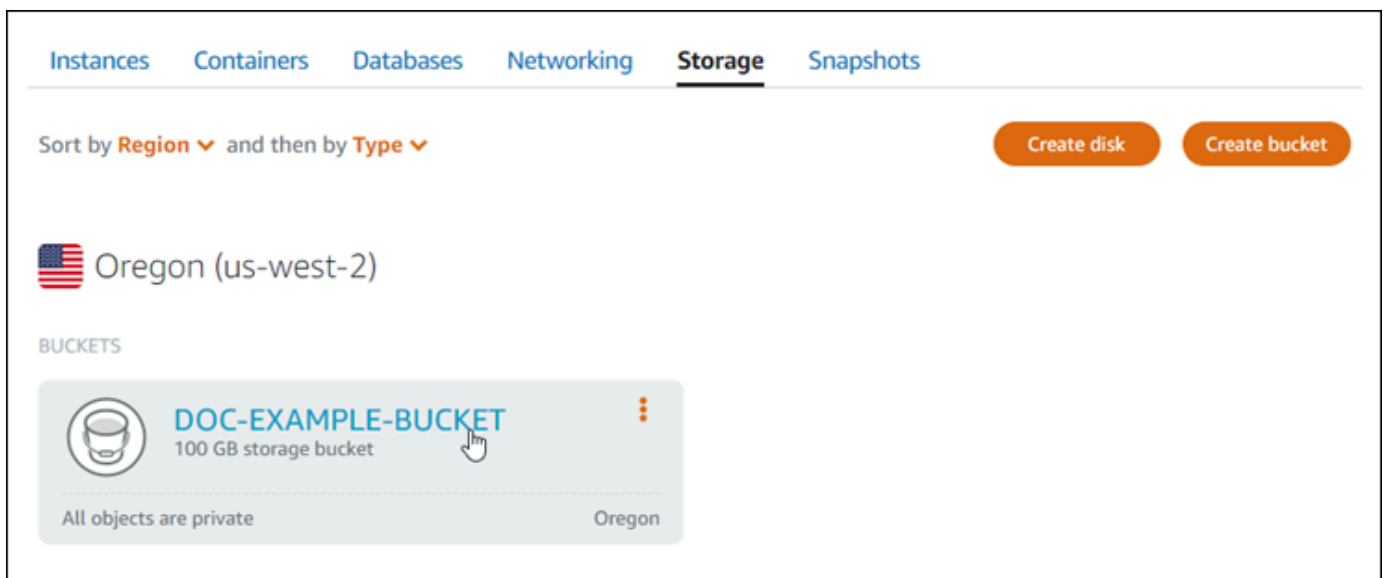 Instances Containers Databases Networking Storage Snapshots
Sort by Region and then by Type Create disk Create bucket
Oregon (us-west-2)
BUCKETS
DOC-EXAMPLE-BUCKET
100 GB storage bucket
All objects are private Oregon